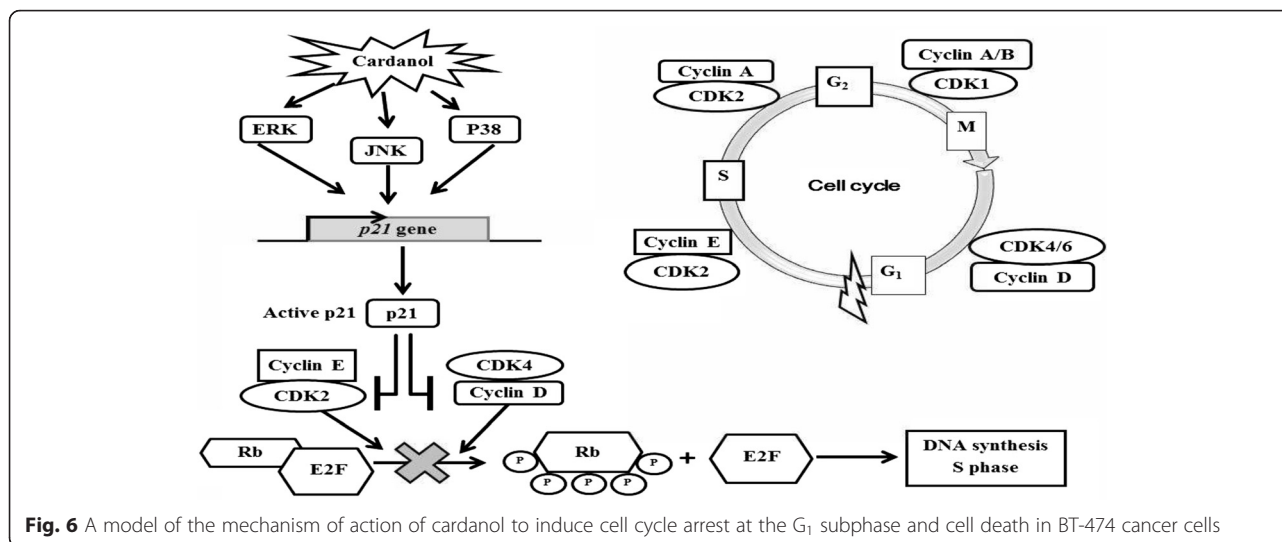 Cardanol
ERK
JNK
P38
p21 gene
Active p21
p21
Cyclin E
CDK2
CDK4
Cyclin D
Rb
E2F
P
P
P
P
P
Rb
+
E2F
DNA synthesis
S phase
Cyclin A
CDK2
G₂
Cyclin A/B
CDK1
M
S
Cell cycle
Cyclin E
CDK2
G₁
CDK4/6
Cyclin D
Fig. 6 A model of the mechanism of action of cardanol to induce cell cycle arrest at the G₁ subphase and cell death in BT-474 cancer cells